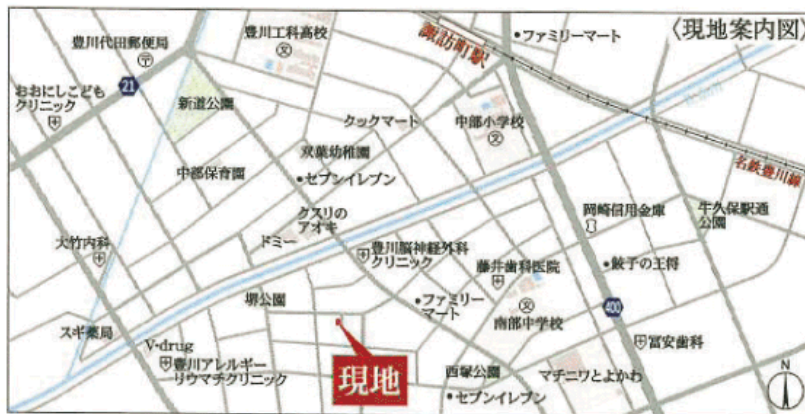 〈現地案内図〉
豊川代田郵便局
豊川工科高校
諏訪町駅
ファミリーマート
21
おおにしこども
クリニック
新道公園
クックマート
中部小学校
双葉幼稚園
中部保育園
セブンイレブン
名鉄豊川線
クスリの
アオキ
岡崎信用金庫
牛久保駅通
公園
大竹内科
ドミー
豊川脳神経外科
クリニック
藤井歯科医院
餃子の王将
堺公園
ファミリー
マート
400
南部中学校
スギ薬局
V-drug
豊川アレルギー
リウマチクリニック
現地
西塚公園
セブンイレブン
マチニワとよかわ
冨安歯科
N